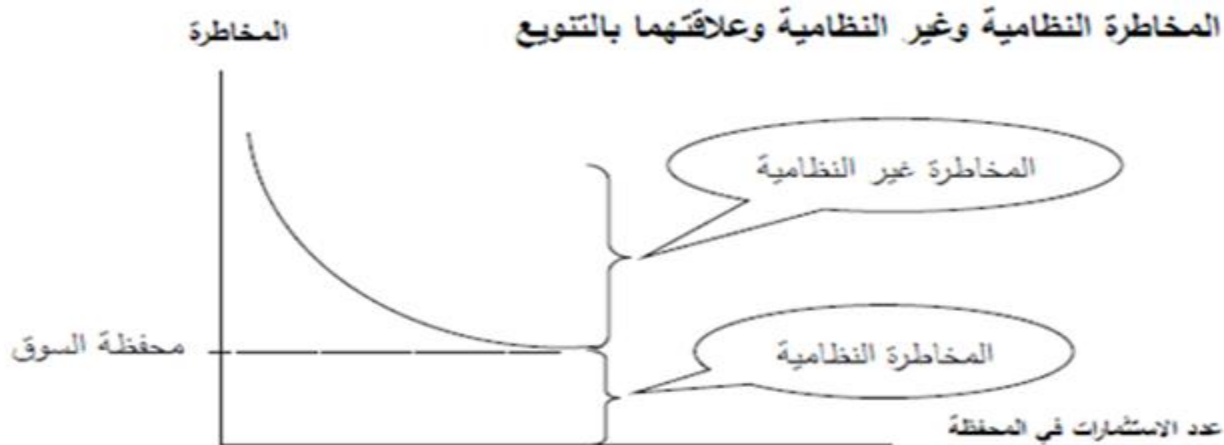 المخاطرة النظامية وغير النظامية وعلاقتهما بالتنويع
المخاطرة
المخاطرة غير النظامية
محفظة السوق
المخاطرة النظامية
عدد الاستثمارات في المحفظة